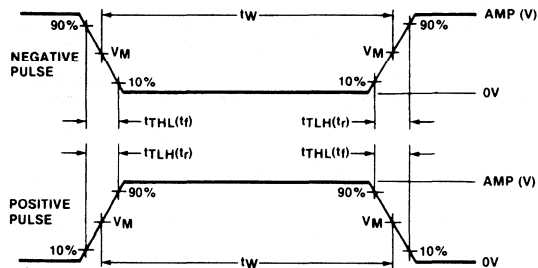 tW
90% 90% AMP (V)
NEGATIVE VM VM
PULSE
10% 10%
0V
tTHL(tf) tTLH(tr)
tTLH(tr) tTHL(tf)
AMP (V)
POSITIVE 90% 90%
PULSE VM VM
10% 10%
tW 0V